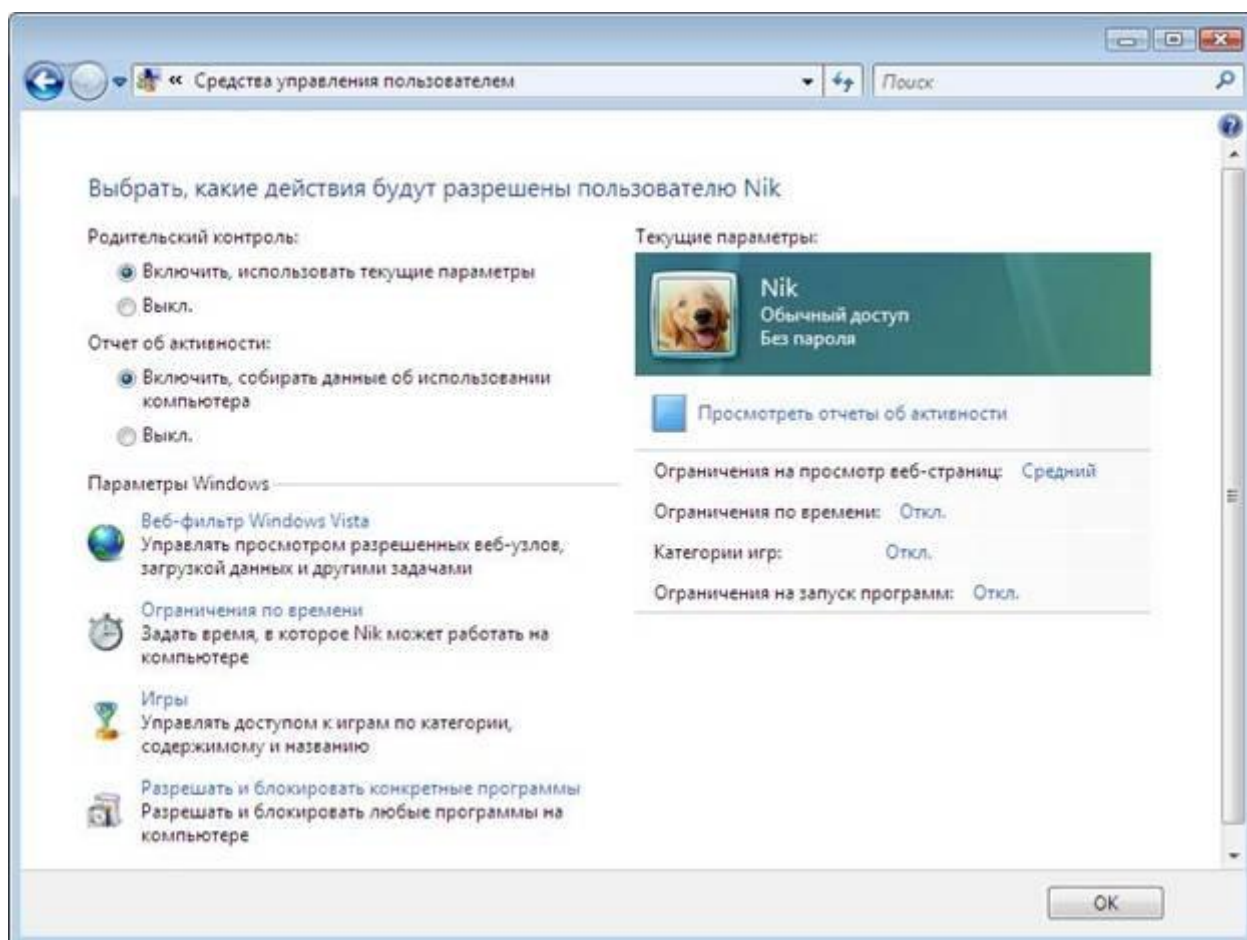 « Средства управления пользователем
Поиск
Выбрать, какие действия будут разрешены пользователю Nik
Родительский контроль:
Включить, использовать текущие параметры
Выкл.
Отчет об активности:
Включить, собирать данные об использовании
компьютера
Выкл.
Параметры Windows
Веб-фильтр Windows Vista
Управлять просмотром разрешенных веб-узлов,
загрузкой данных и другими задачами
Ограничения по времени
Задать время, в которое Nik может работать на
компьютере
Игры
Управлять доступом к играм по категории,
содержимому и названию
Разрешать и блокировать конкретные программы
Разрешать и блокировать любые программы на
компьютере
Текущие параметры:
Nik
Обычный доступ
Без пароля
Просмотреть отчеты об активности
Ограничения на просмотр веб-страниц: Средний
Ограничения по времени: Откл.
Категории игр: Откл.
Ограничения на запуск программ: Откл.
OK